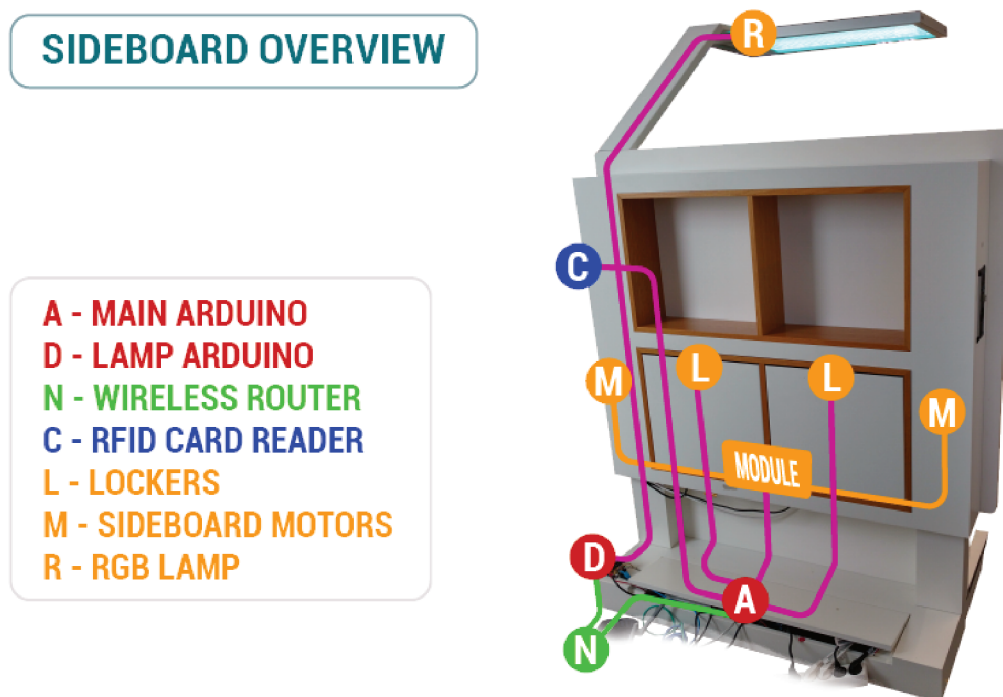 SIDEBOARD OVERVIEW
R
C
A - MAIN ARDUINO
D - LAMP ARDUINO
N - WIRELESS ROUTER
C - RFID CARD READER
L - LOCKERS
M - SIDEBOARD MOTORS
R - RGB LAMP
M
L
L
M
MODULE
D
A
N